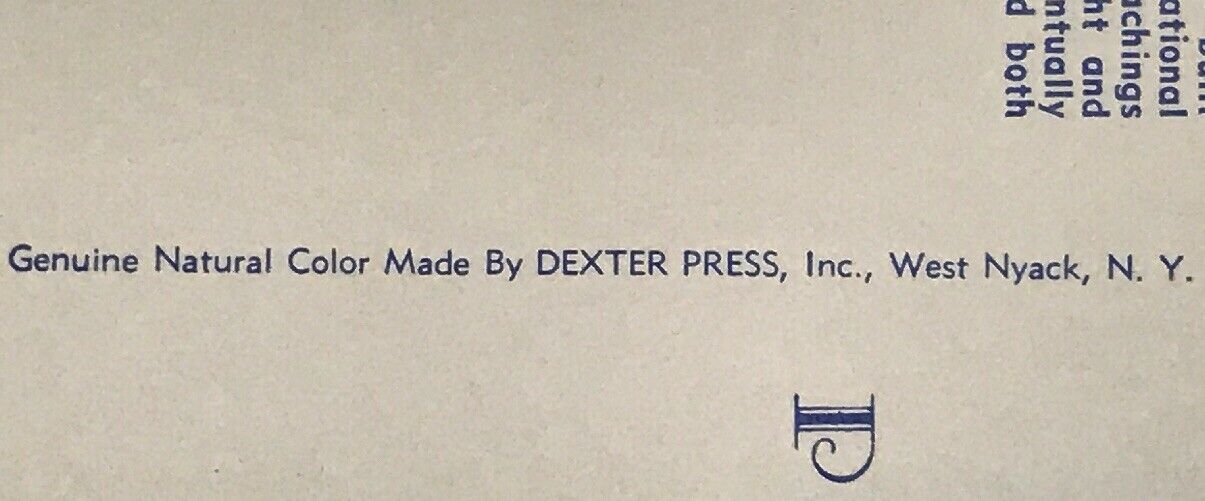 ational
achings
ht and
ntually
d both
Genuine Natural Color Made By DEXTER PRESS, Inc., West Nyack, N. Y.
P